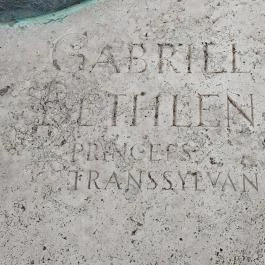 GABRIEL
BETHLEN
PRINCEPS
TRANSSYLVAN